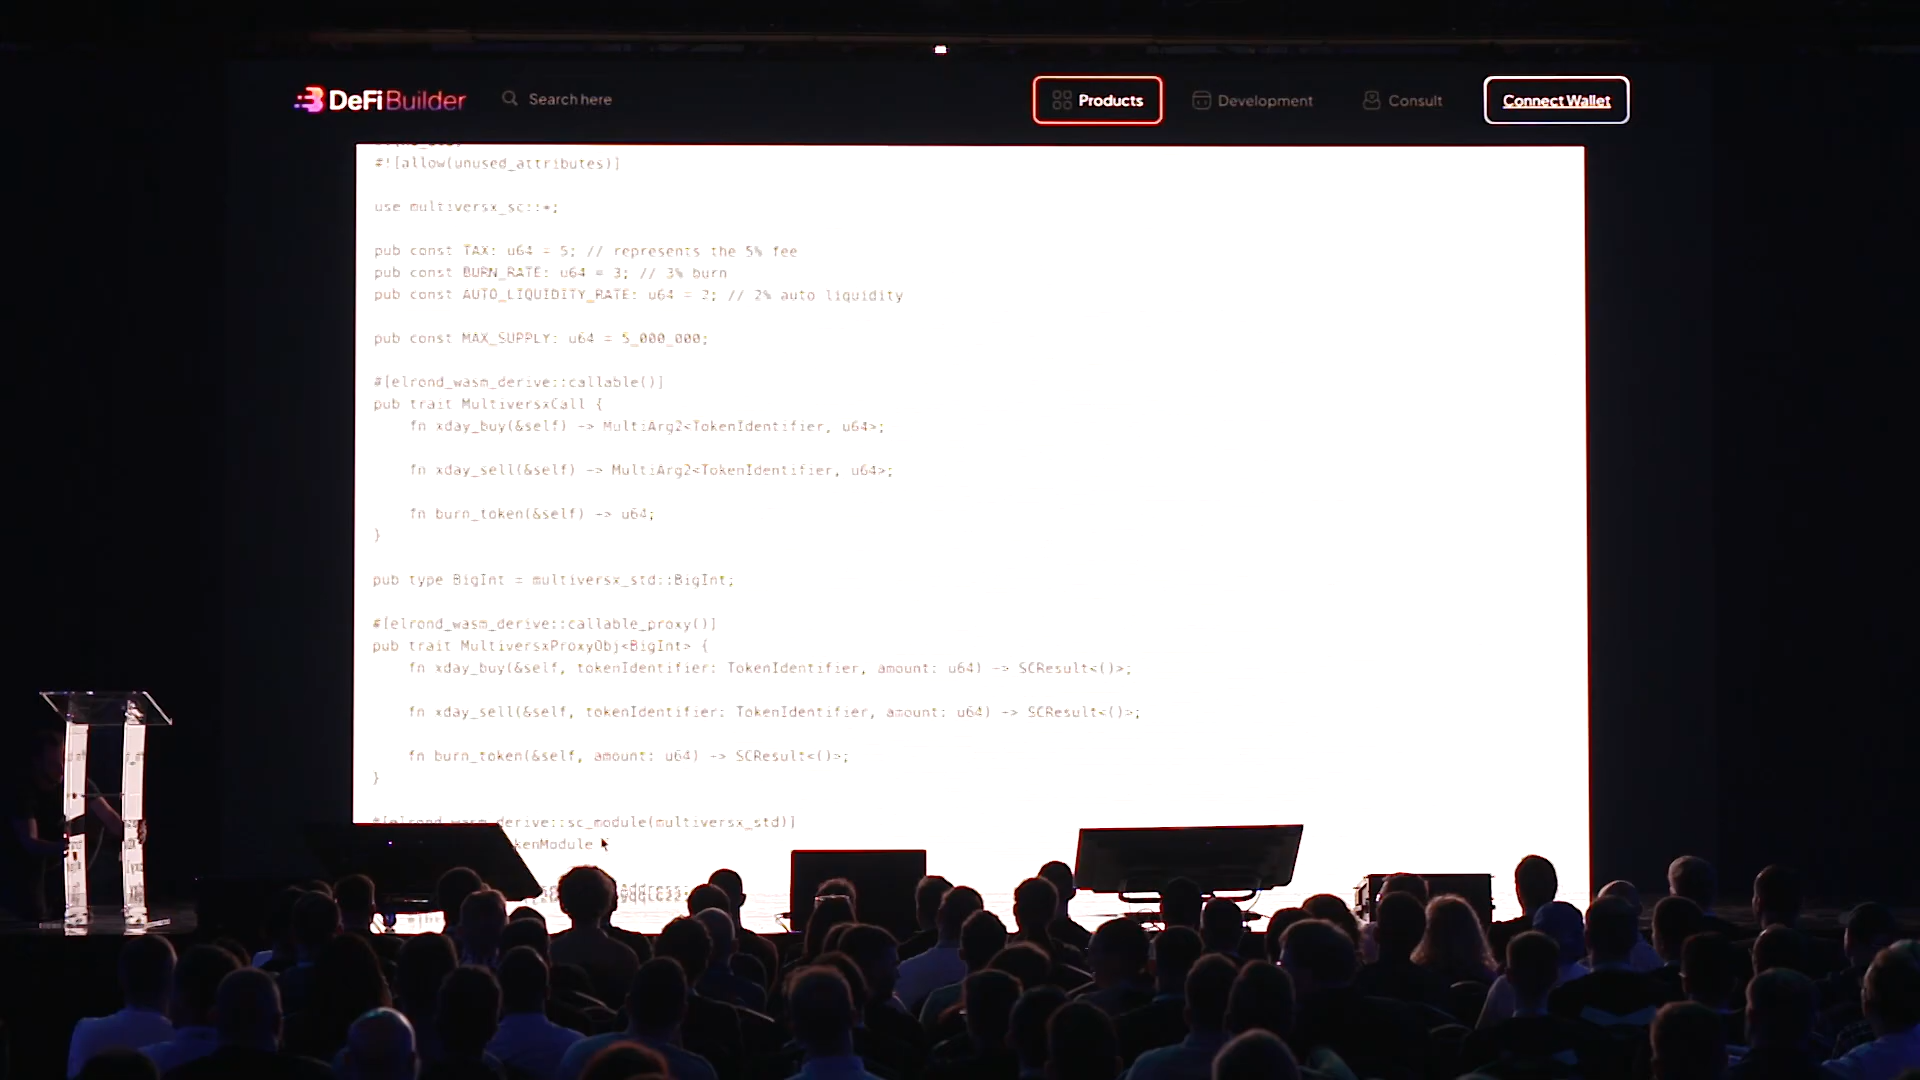 DeFiBuilder
Search here
Products
Development
Consult
Connect Wallet
#![allow(unused_attributes)]
use multiversx_sc::*;
pub const TAX: u64 = 5; // represents the 5% fee
pub const BURN_RATE: u64 = 3; // 3% burn
pub const AUTO_LIQUIDITY_RATE: u64 = 2; // 2% auto liquidity
pub const MAX_SUPPLY: u64 = 5_000_000;
#[elrond_wasm_derive::callable()]
pub trait MultiversxCall {
fn xday_buy(&self) -> MultiArg2<TokenIdentifier, u64>;
fn xday_sell(&self) -> MultiArg2<TokenIdentifier, u64>;
fn burn_token(&self) -> u64;
}
pub type BigInt = multiversx_std::BigInt;
#[elrond_wasm_derive::callable_proxy()]
pub trait MultiversxProxyObj<BigInt> {
fn xday_buy(&self, tokenIdentifier: TokenIdentifier, amount: u64) -> SCResult<()>;
fn xday_sell(&self, tokenIdentifier: TokenIdentifier, amount: u64) -> SCResult<()>;
fn burn_token(&self, amount: u64) -> SCResult<()>;
}
#[elrond_wasm_derive::sc_module(multiversx_std)]
kenModule